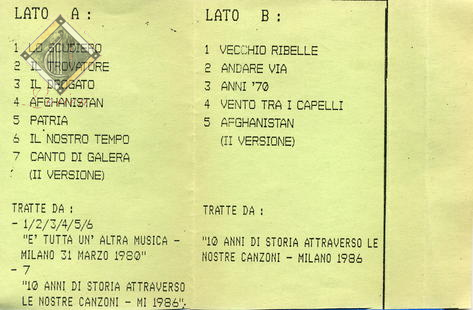 LATO A :
1 LO SCUDIERO
2 IL TROVATORE
3 IL DROGATO
4 AFGHANISTAN
5 PATRIA
6 IL NOSTRO TEMPO
7 CANTO DI GALERA
(II VERSIONE)
TRATTE DA :
- 1/2/3/4/5/6
"E' TUTTA UN' ALTRA MUSICA -
MILANO 31 MARZO 1980"
- 7
"10 ANNI DI STORIA ATTRAVERSO
LE NOSTRE CANZONI - MI 1986"
LATO B :
1 VECCHIO RIBELLE
2 ANDARE VIA
3 ANNI '70
4 VENTO TRA I CAPELLI
5 AFGHANISTAN
(II VERSIONE)
TRATTE DA :
"10 ANNI DI STORIA ATTRAVERSO LE
NOSTRE CANZONI - MILANO 1986